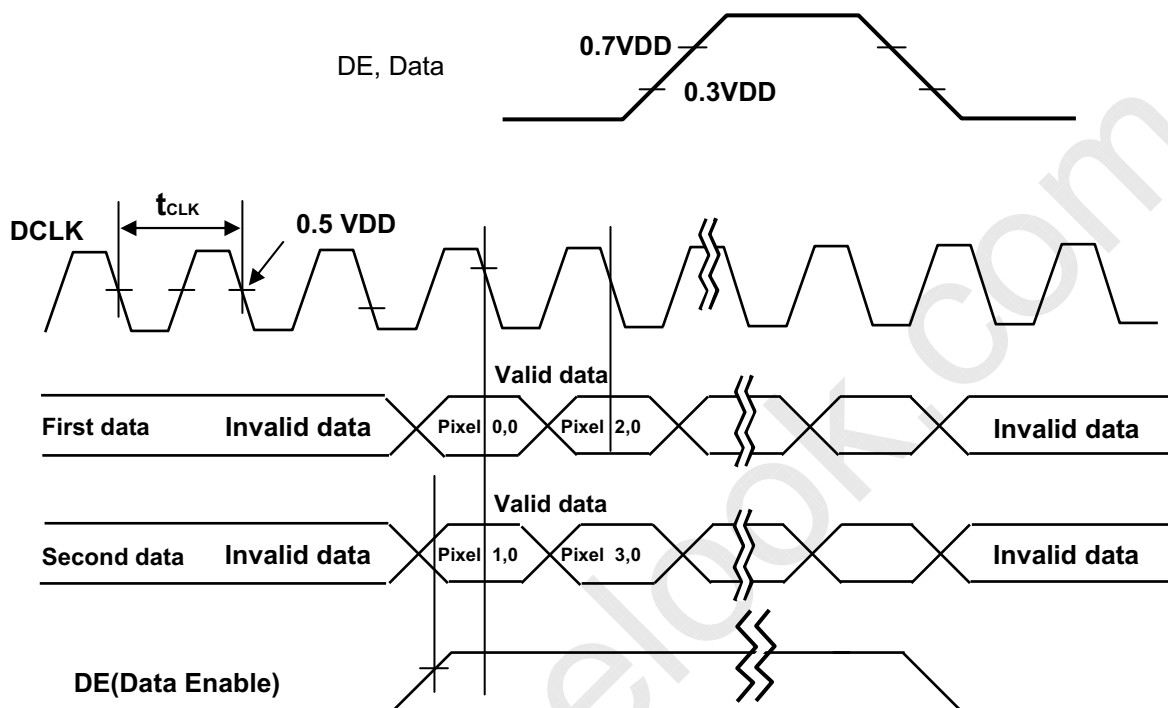 0.7VDD
DE, Data
0.3VDD
tCLK
0.5 VDD
DCLK
Valid data
First data Invalid data Pixel 0,0 Pixel 2,0 Invalid data
Valid data
Second data Invalid data Pixel 1,0 Pixel 3,0 Invalid data
DE(Data Enable)
elook.com